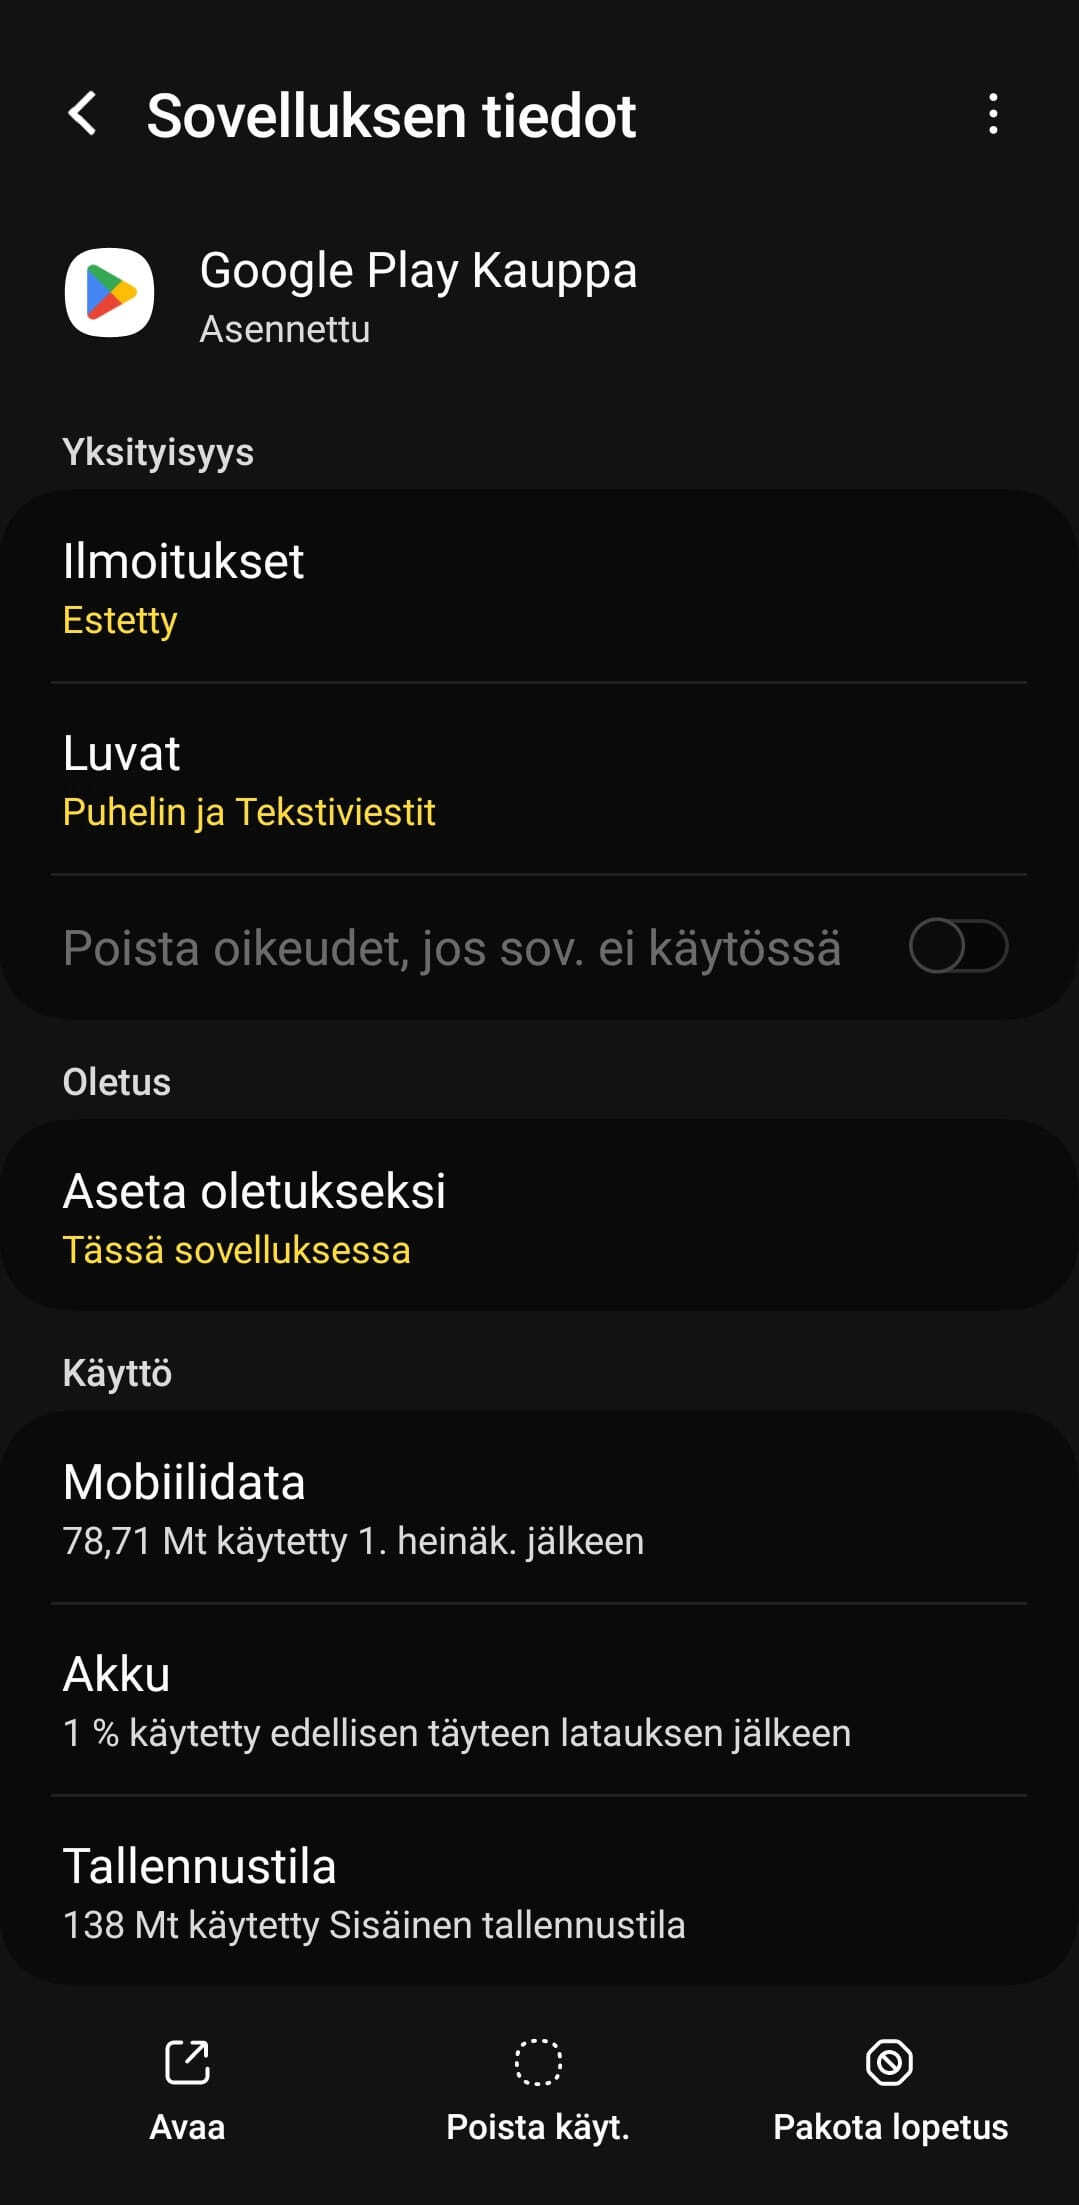 Sovelluksen tiedot
Google Play Kauppa
Asennettu
Yksityisyys
Ilmoitukset
Estetty
Luvat
Puhelin ja Tekstiviestit
Poista oikeudet, jos sov. ei käytössä
Oletus
Aseta oletukseksi
Tässä sovelluksessa
Käyttö
Mobiilidata
78,71 Mt käytetty 1. heinäk. jälkeen
Akku
1 % käytetty edellisen täyteen latauksen jälkeen
Tallennustila
138 Mt käytetty Sisäinen tallennustila
Avaa
Poista käyt.
Pakota lopetus